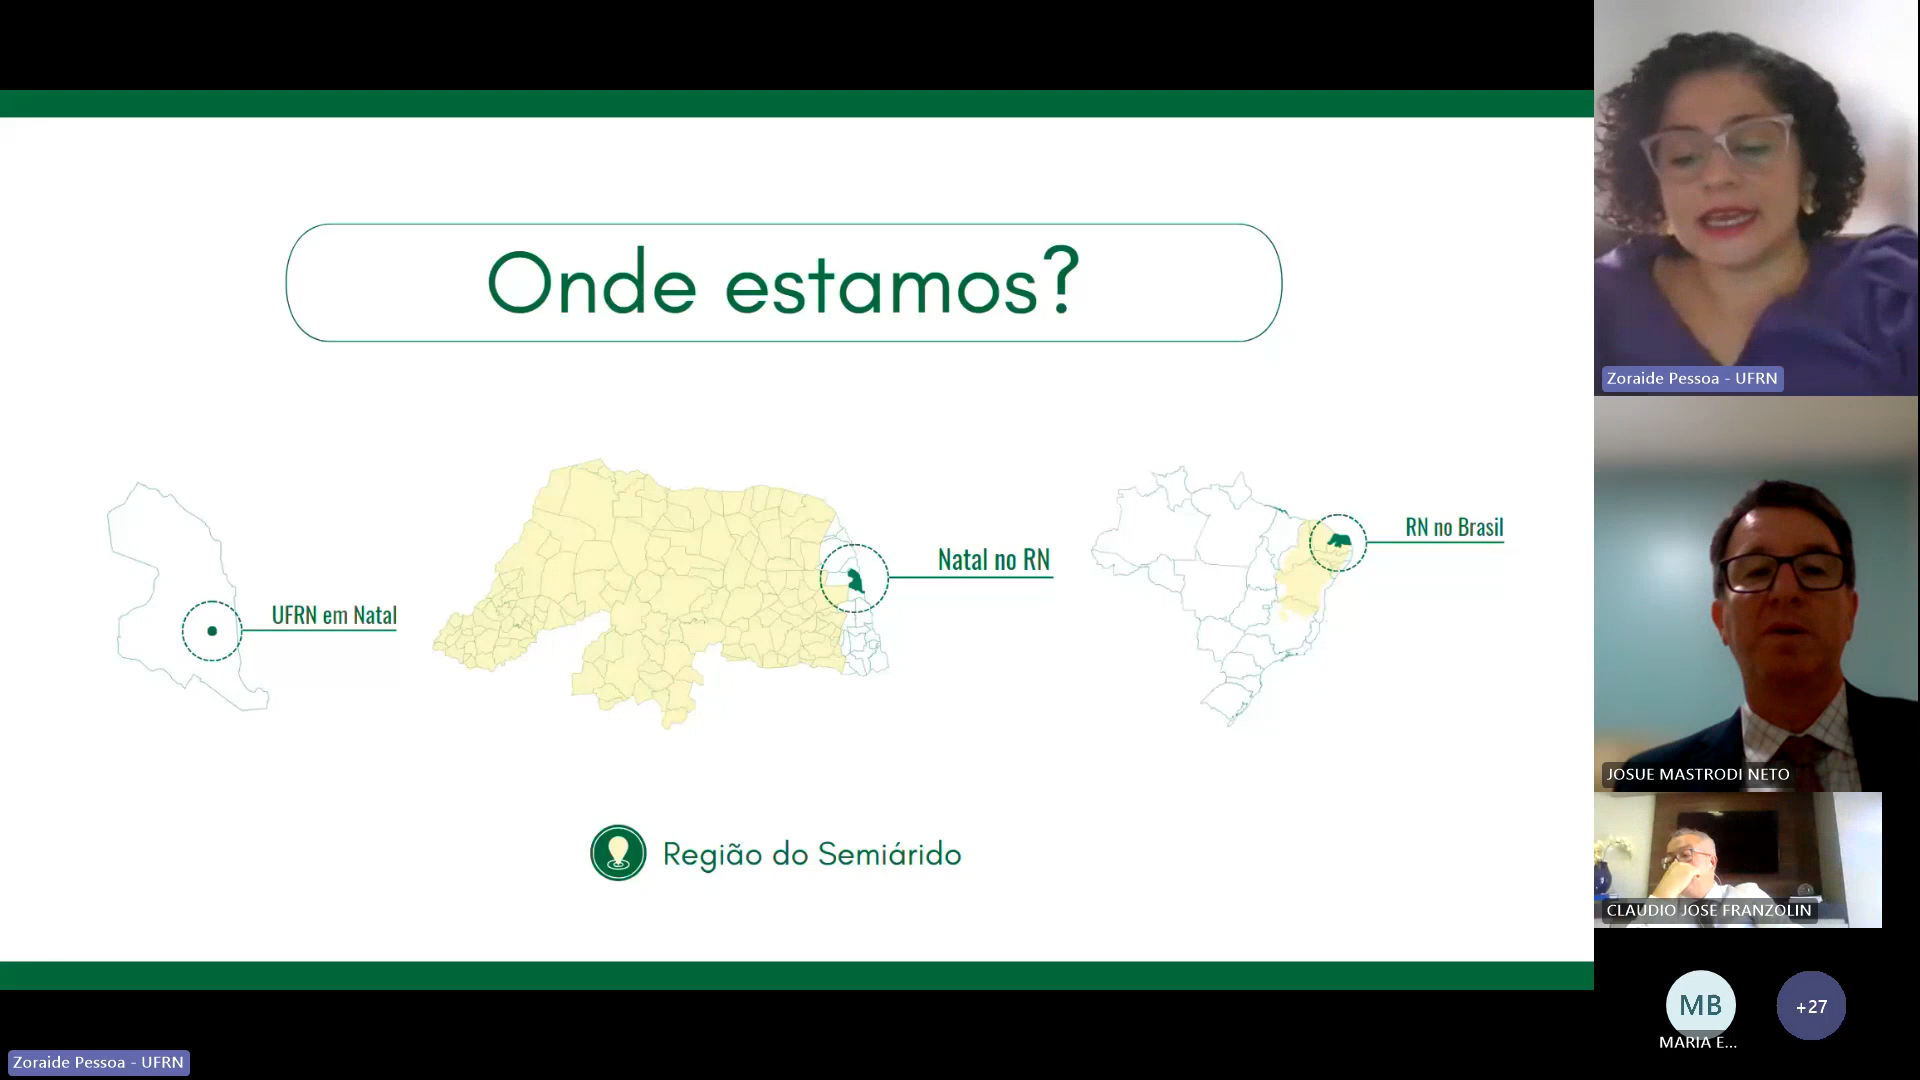 Onde estamos?
UFRN em Natal
Natal no RN
RN no Brasil
Região do Semiárido
Zoraide Pessoa - UFRN
JOSUE MASTRODI NETO
CLAUDIO JOSE FRANZOLIN
MB
+27
MARIA E...
Zoraide Pessoa - UFRN